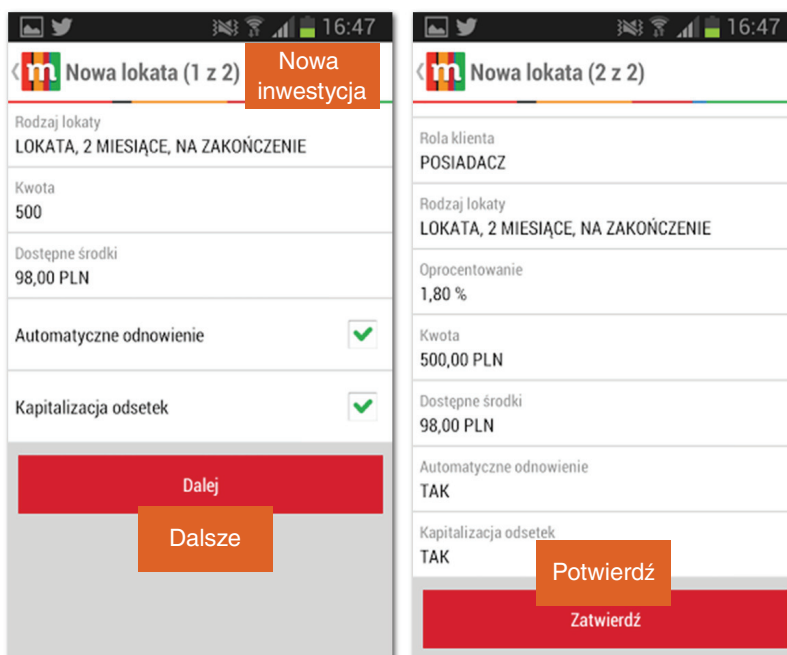 16:47
m Nowa lokata (1 z 2)
Nowa
inwestycja
Rodzaj lokaty
LOKATA, 2 MIESIĄCE, NA ZAKOŃCZENIE
Kwota
500
Dostępne środki
98,00 PLN
Automatyczne odnowienie
Kapitalizacja odsetek
Dalej
Dalsze
16:47
m Nowa lokata (2 z 2)
Rola klienta
POSIADACZ
Rodzaj lokaty
LOKATA, 2 MIESIĄCE, NA ZAKOŃCZENIE
Oprocentowanie
1,80 %
Kwota
500,00 PLN
Dostępne środki
98,00 PLN
Automatyczne odnowienie
TAK
Kapitalizacja odsetek
TAK
Potwierdź
Zatwierdź